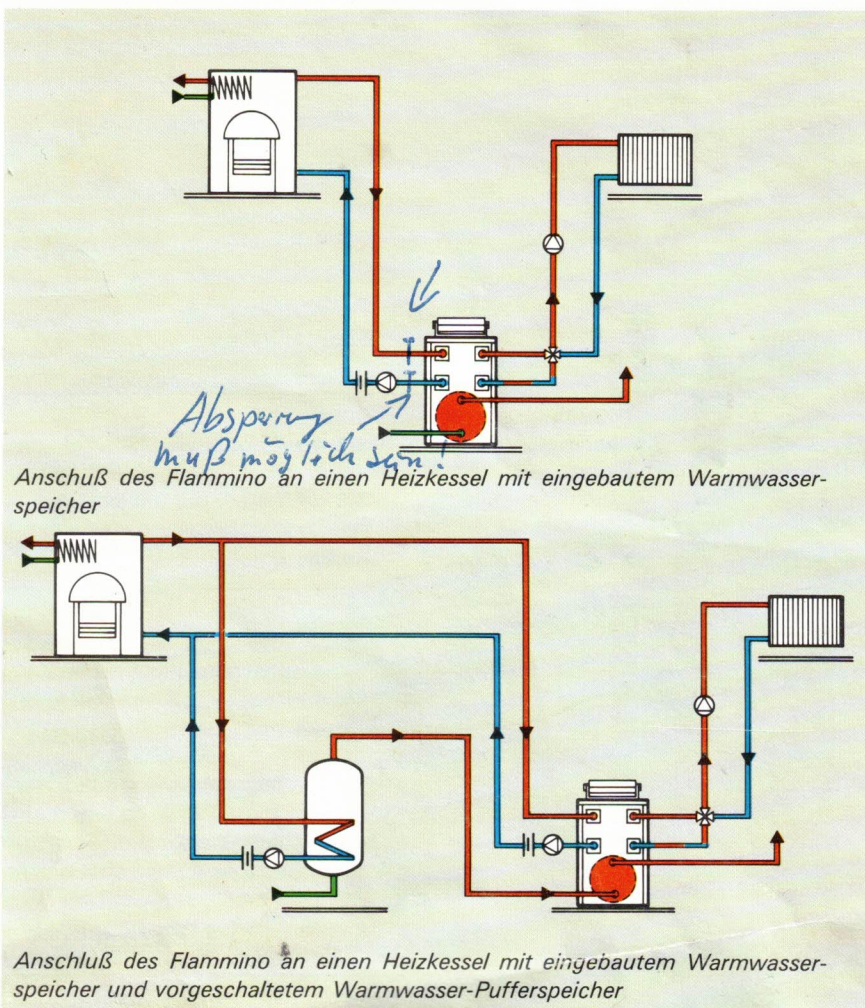 Absperrung
muß möglich sein!
Anschuß des Flammino an einen Heizkessel mit eingebautem Warmwasser-
speicher
Anschluß des Flammino an einen Heizkessel mit eingebautem Warmwasser-
speicher und vorgeschaltetem Warmwasser-Pufferspeicher